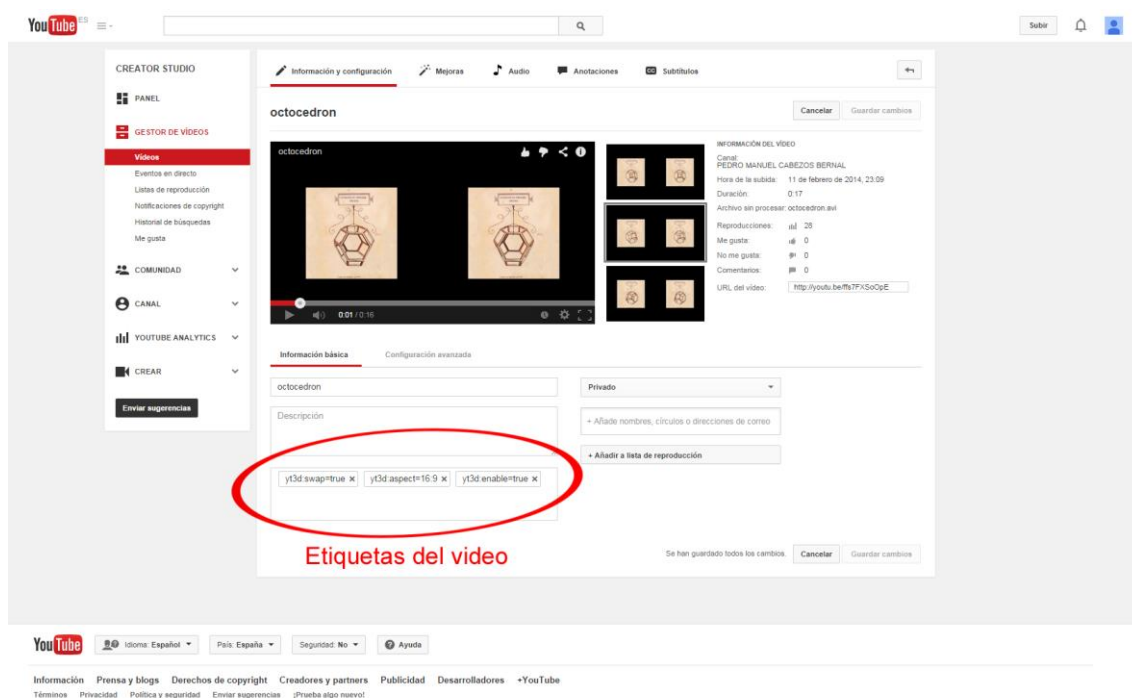 YouTube ES
Subir
CREATOR STUDIO
PANEL
GESTOR DE VÍDEOS
Vídeos
Eventos en directo
Listas de reproducción
Notificaciones de copyright
Historial de búsquedas
Me gusta
COMUNIDAD
CANAL
YOUTUBE ANALYTICS
CREAR
Enviar sugerencias
Información y configuración
Mejoras
Audio
Anotaciones
CC Subtítulos
octocedron
Cancelar
Guardar cambios
octocedron
0:01 / 0:16
INFORMACIÓN DEL VÍDEO
Canal:
PEDRO MANUEL CABEZOS BERNAL
Hora de la subida: 11 de febrero de 2014, 23:09
Duración: 0:17
Archivo sin procesar: octocedron.avi
Reproducciones: 28
Me gusta: 0
No me gusta: 0
Comentarios: 0
URL del vídeo: http://youtu.be/
Información básica
Configuración avanzada
octocedron
Descripción
yt3d:swap=true × yt3d:aspect=16:9 × yt3d:enable=true ×
Etiquetas del video
Privado
+ Añade nombres, círculos o direcciones de correo
+ Añadir a lista de reproducción
Se han guardado todos los cambios.
Cancelar
Guardar cambios
YouTube
Idioma: Español
País: España
Seguridad: No
Ayuda
Información Prensa y blogs Derechos de copyright Creadores y partners Publicidad Desarrolladores +YouTube
Términos Privacidad Política y seguridad Enviar sugerencias ¡Prueba algo nuevo!